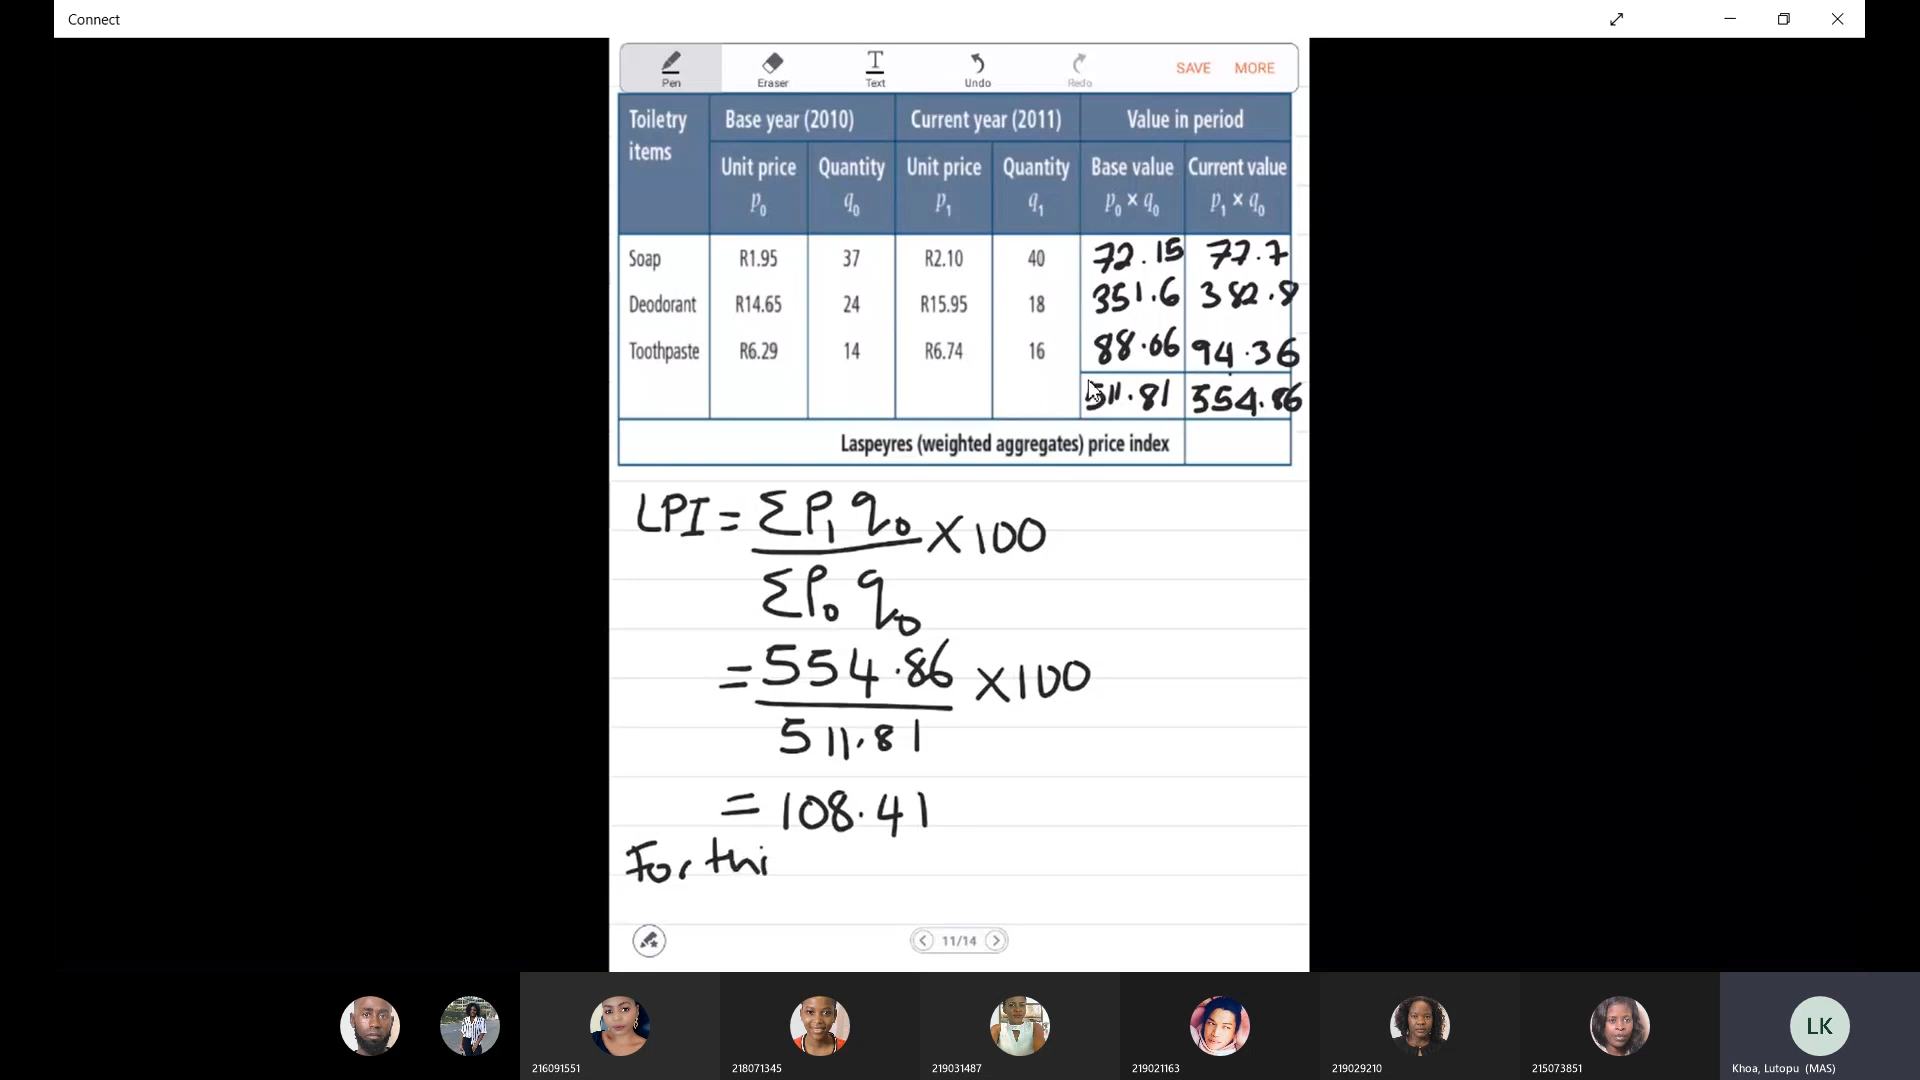 Connect
Pen Eraser Text Undo Redo SAVE MORE
Toiletry items Base year (2010) Current year (2011) Value in period
Unit price p0 Quantity q0 Unit price p1 Quantity q1 Base value p0 × q0 Current value p1 × q0
Soap R1.95 37 R2.10 40 72.15 77.7
Deodorant R14.65 24 R15.95 18 351.6 382.8
Toothpaste R6.29 14 R6.74 16 88.06 94.36
511.81 554.86
Laspeyres (weighted aggregates) price index
LPI = ΣP1 q0 × 100
ΣP0 q0
= 554.86 × 100
511.81
= 108.41
For thi
11/14
216091551 218071345 219031487 219021163 219029210 215073851 LK Khoa, Lutopu (MAS)